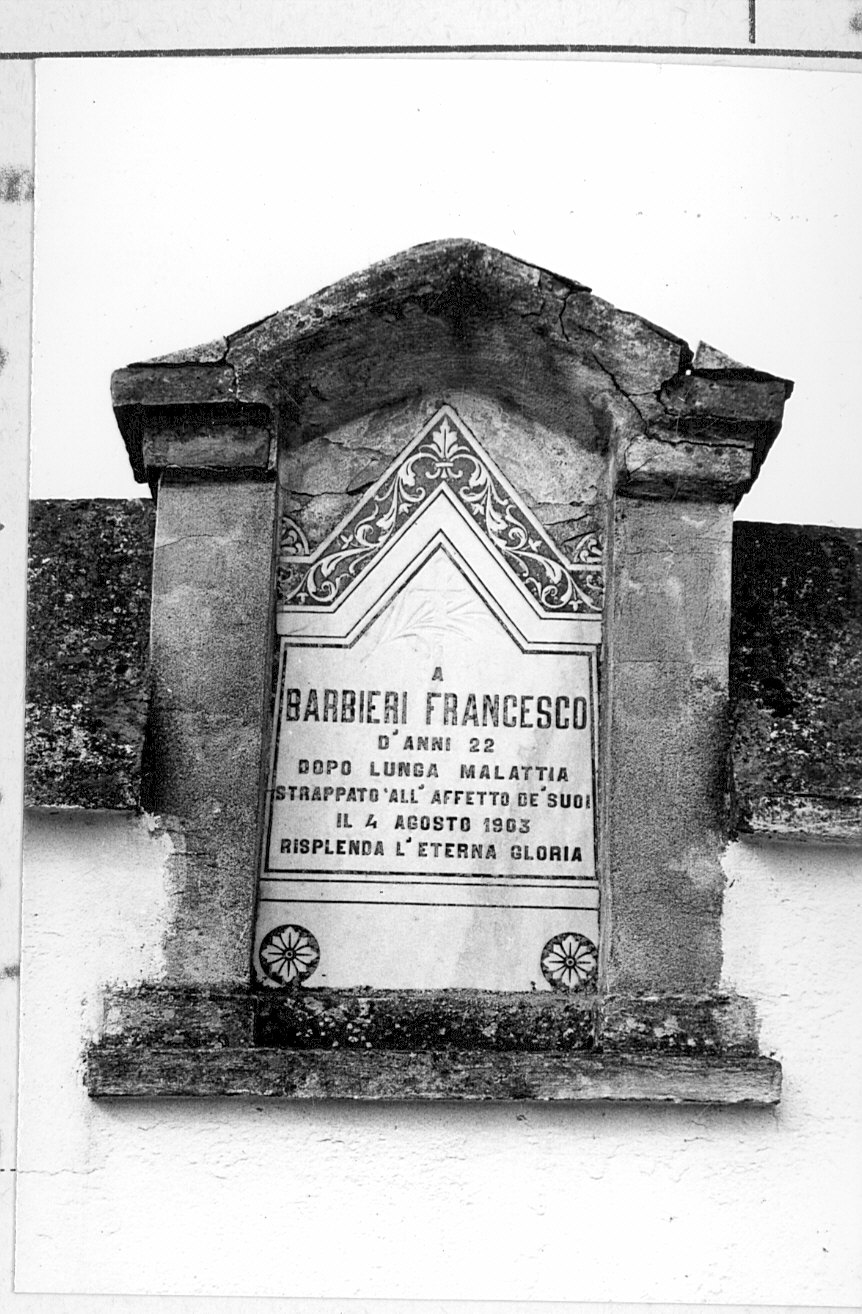 A
BARBIERI FRANCESCO
D'ANNI 22
DOPO LUNGA MALATTIA
STRAPPATO ALL'AFFETTO DE'SUOI
IL 4 AGOSTO 1903
RISPLENDA L'ETERNA GLORIA